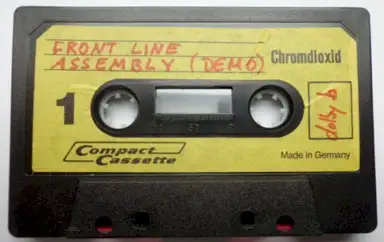 FRONT LINE
ASSEMBLY (DEMO)
Chromdioxid
1
dolby b
Compact
Cassette
Made in Germany